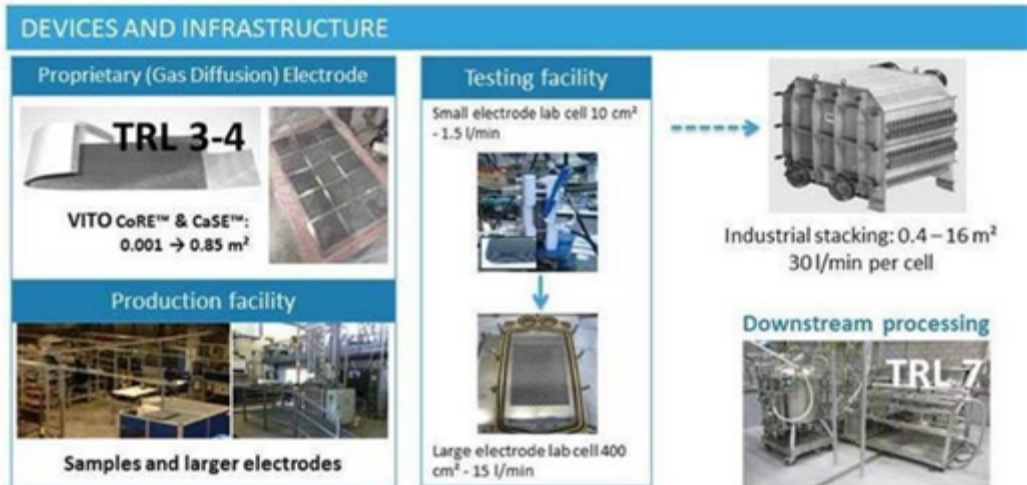 DEVICES AND INFRASTRUCTURE
Proprietary (Gas Diffusion) Electrode
TRL 3-4
VITO CoRE™ & CaSE™:
0.001 → 0.85 m²
Production facility
Samples and larger electrodes
Testing facility
Small electrode lab cell 10 cm²
- 1.5 l/min
Large electrode lab cell 400
cm² - 15 l/min
Industrial stacking: 0.4 – 16 m²
30 l/min per cell
Downstream processing
TRL 7